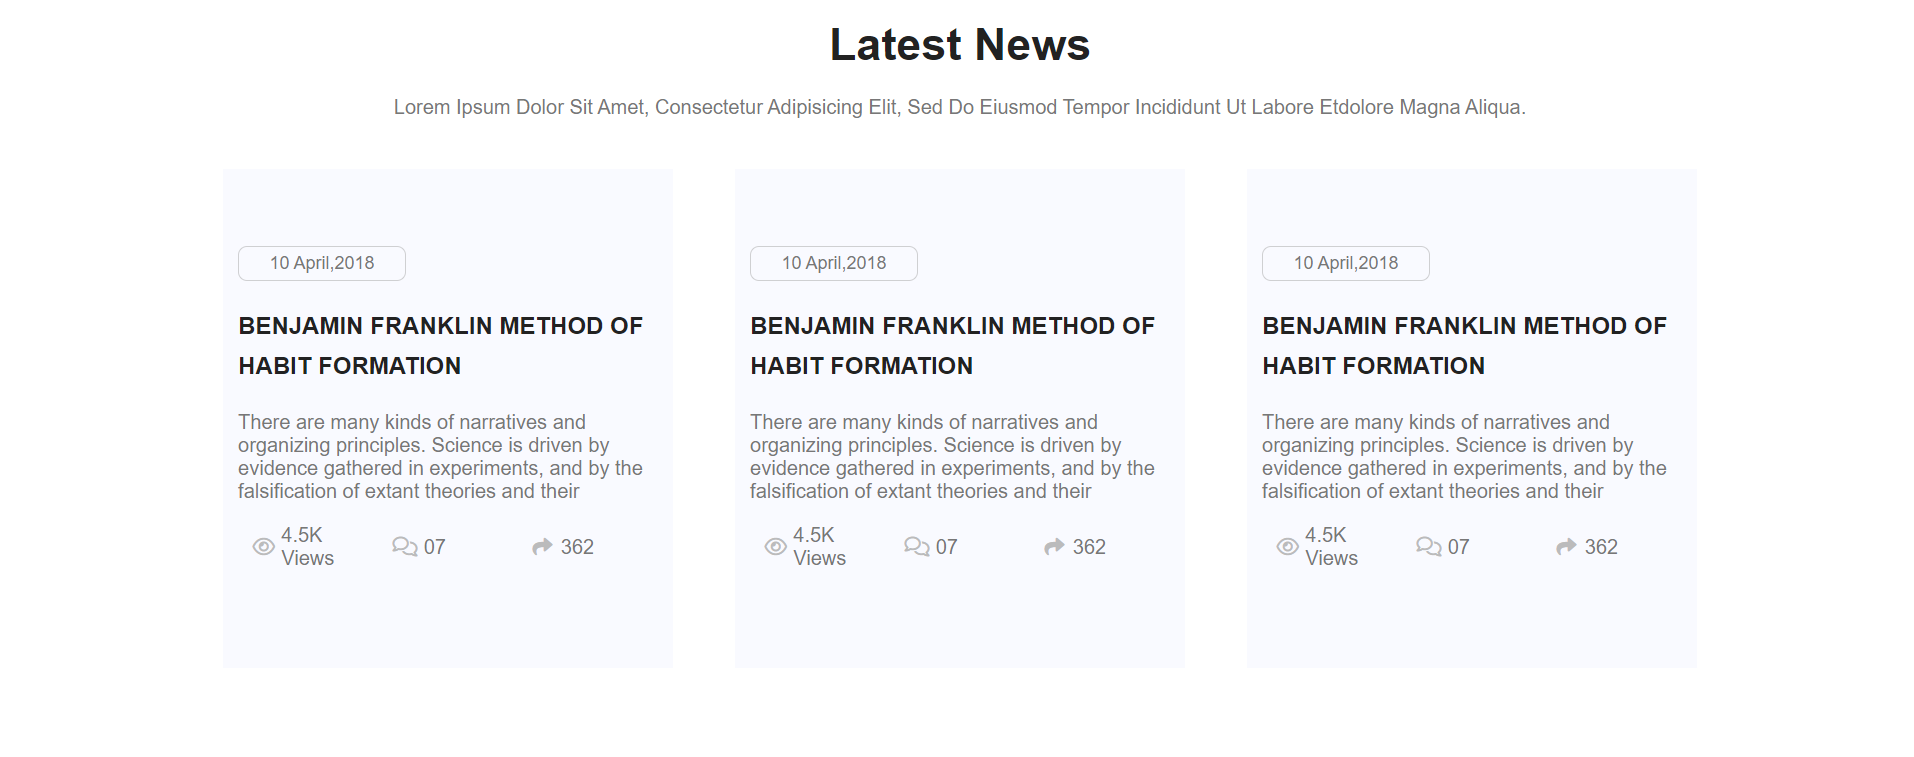 Latest News
Lorem Ipsum Dolor Sit Amet, Consectetur Adipisicing Elit, Sed Do Eiusmod Tempor Incididunt Ut Labore Etdolore Magna Aliqua.
10 April,2018
BENJAMIN FRANKLIN METHOD OF
HABIT FORMATION
There are many kinds of narratives and
organizing principles. Science is driven by
evidence gathered in experiments, and by the
falsification of extant theories and their
4.5K
Views
07
362
10 April,2018
BENJAMIN FRANKLIN METHOD OF
HABIT FORMATION
There are many kinds of narratives and
organizing principles. Science is driven by
evidence gathered in experiments, and by the
falsification of extant theories and their
4.5K
Views
07
362
10 April,2018
BENJAMIN FRANKLIN METHOD OF
HABIT FORMATION
There are many kinds of narratives and
organizing principles. Science is driven by
evidence gathered in experiments, and by the
falsification of extant theories and their
4.5K
Views
07
362